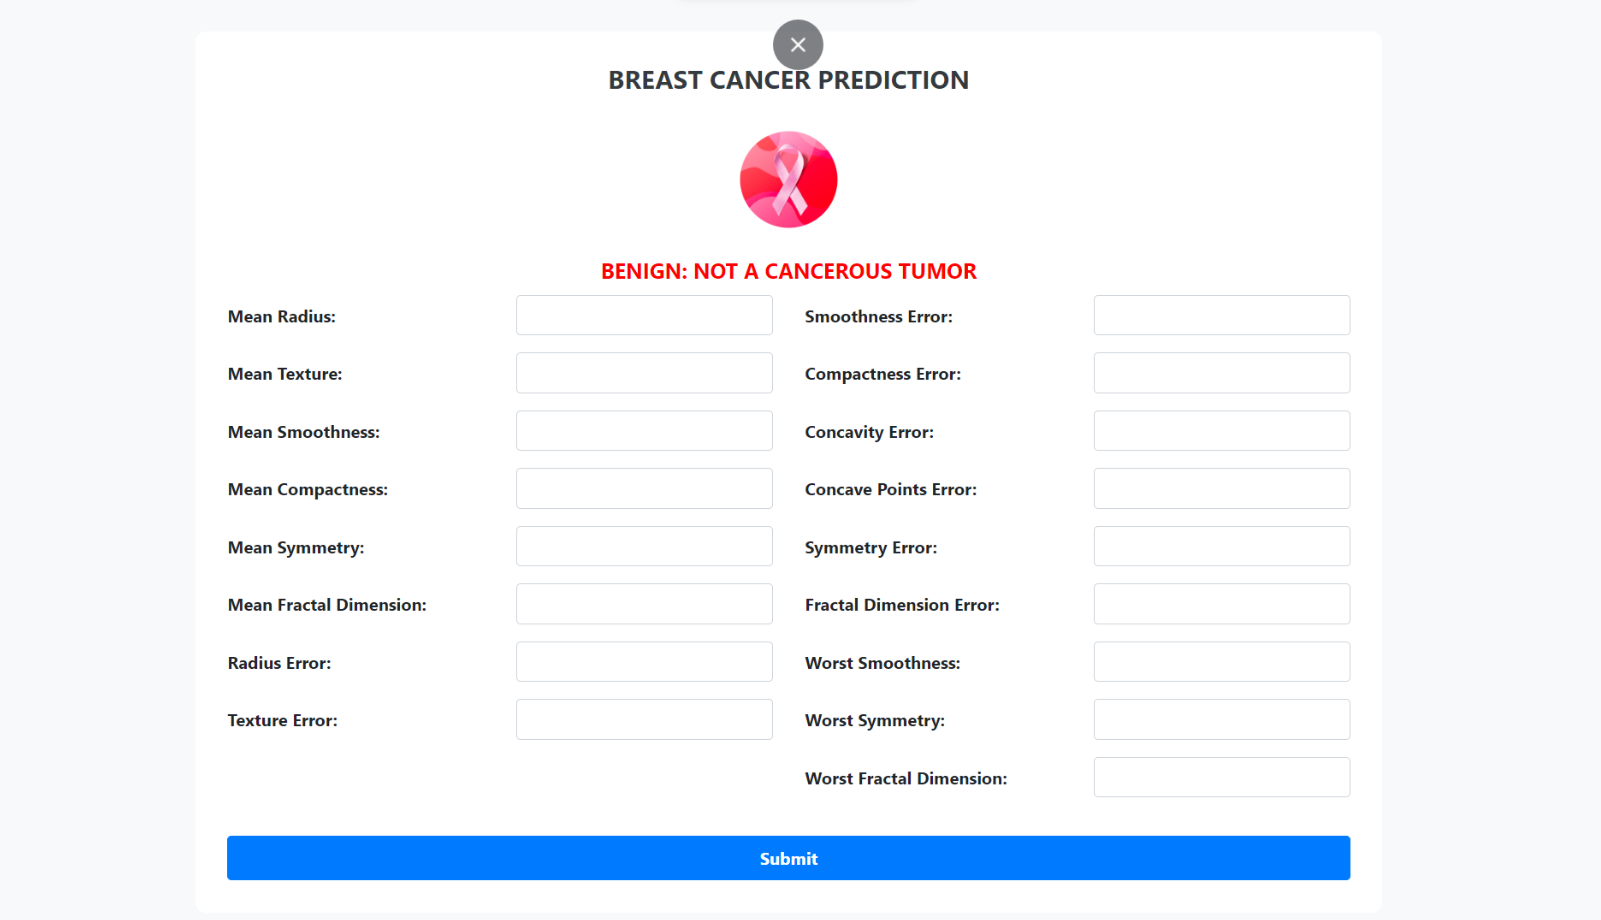 BREAST CANCER PREDICTION
BENIGN: NOT A CANCEROUS TUMOR
Mean Radius:
Smoothness Error:
Mean Texture:
Compactness Error:
Mean Smoothness:
Concavity Error:
Mean Compactness:
Concave Points Error:
Mean Symmetry:
Symmetry Error:
Mean Fractal Dimension:
Fractal Dimension Error:
Radius Error:
Worst Smoothness:
Texture Error:
Worst Symmetry:
Worst Fractal Dimension:
Submit